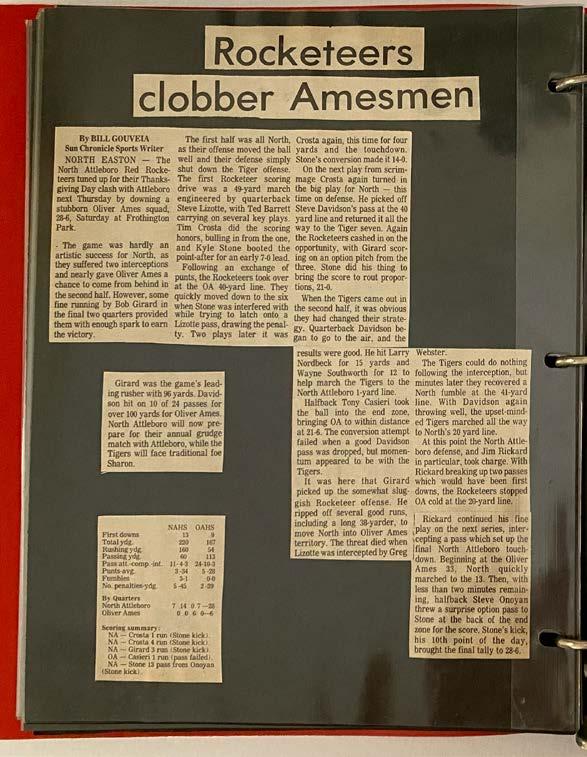 Rocketeers
clobber Amesmen
By BILL GOUVEIA
Sun Chronicle Sports Writer
NORTH EASTON — The
North Attleboro Red Rocke-
teers tuned up for their Thanks-
giving Day clash with Attleboro
next Thursday by downing a
stubborn Oliver Ames squad,
28-6, Saturday at Frothington
Park.
The game was hardly an
artistic success for North, as
they suffered two interceptions
and nearly gave Oliver Ames a
chance to come from behind in
the second half. However, some
fine running by Bob Girard in
the final two quarters provided
them with enough spark to earn
the victory.
The first half was all North,
as their offense moved the ball
well and their defense simply
shut down the Tiger offense.
The first Rocketeer scoring
drive was a 49-yard march
engineered by quarterback
Steve Lizotte, with Ted Barrett
carrying on several key plays.
Tim Crosta did the scoring
honors, bulling in from the one,
and Kyle Stone booted the
point-after for an early 7-0 lead.
Following an exchange of
punts, the Rocketeers took over
at the OA 40-yard line. They
quickly moved down to the six
when Stone was interfered with
while trying to latch onto a
Lizotte pass, drawing the penal-
ty. Two plays later it was
Crosta again, this time for four
yards and the touchdown.
Stone's conversion made it 14-0.
On the next play from scrim-
mage Crosta again turned in
the big play for North — this
time on defense. He picked off
Steve Davidson's pass at the 40
yard line and returned it all the
way to the Tiger seven. Again
the Rocketeers cashed in on the
opportunity, with Girard scor-
ing on an option pitch from the
three. Stone did his thing to
bring the score to rout propor-
tions, 21-0.
When the Tigers came out in
the second half, it was obvious
they had changed their strate-
gy. Quarterback Davidson be-
gan to go to the air, and the
results were good. He hit Larry
Nordbeck for 15 yards and
Wayne Southworth for 12 to
help march the Tigers to the
North Attleboro 1-yard line.
Halfback Tony Casieri took
the ball into the end zone,
bringing OA to within distance
at 21-6. The conversion attempt
failed when a good Davidson
pass was dropped, but momen-
tum appeared to be with the
Tigers.
It was here that Girard
picked up the somewhat slug-
gish Rocketeer offense. He
ripped off several good runs,
including a long 38-yarder, to
move North into Oliver Ames
territory. The threat died when
Lizotte was intercepted by Greg
Webster.
The Tigers could do nothing
following the interception, but
minutes later they recovered a
North fumble at the 41-yard
line. With Davidson again
throwing well, the upset-mind-
ed Tigers marched all the way
to North's 20 yard line.
At this point the North Attle-
boro defense, and Jim Rickard
in particular, took charge. With
Rickard breaking up two passes
which would have been first
downs, the Rocketeers stopped
OA cold at the 20-yard line.
Rickard continued his fine
play on the next series, inter-
cepting a pass which set up the
final North Attleboro touch-
down. Beginning at the Oliver
Ames 33, North quickly
marched to the 13. Then, with
less than two minutes remain-
ing, halfback Steve Onoyan
threw a surprise option pass to
Stone at the back of the end
zone for the score. Stone's kick,
his 10th point of the day,
brought the final tally to 28-6.
Girard was the game's lead-
ing rusher with 96 yards. David-
son hit on 10 of 24 passes for
over 100 yards for Oliver Ames.
North Attleboro will now pre-
pare for their annual grudge
match with Attleboro, while the
Tigers will face traditional foe
Sharon.
NAHS OAHS
First downs 13 9
Total ydg. 220 167
Rushing ydg. 160 54
Passing ydg. 60 113
Pass att.-comp.-int. 11-4-3 24-10-3
Punts-avg. 3-34 5-28
Fumbles 3-1 0-0
No. penalties-ydg. 5-45 2-39
By Quarters
North Attleboro 7 14 0 7—28
Oliver Ames 0 0 6 0—6
Scoring summary:
NA — Crosta 1 run (Stone kick).
NA — Crosta 4 run (Stone kick).
NA — Girard 3 run (Stone kick).
OA — Casieri 1 run (pass failed).
NA — Stone 13 pass from Onoyan
(Stone kick).